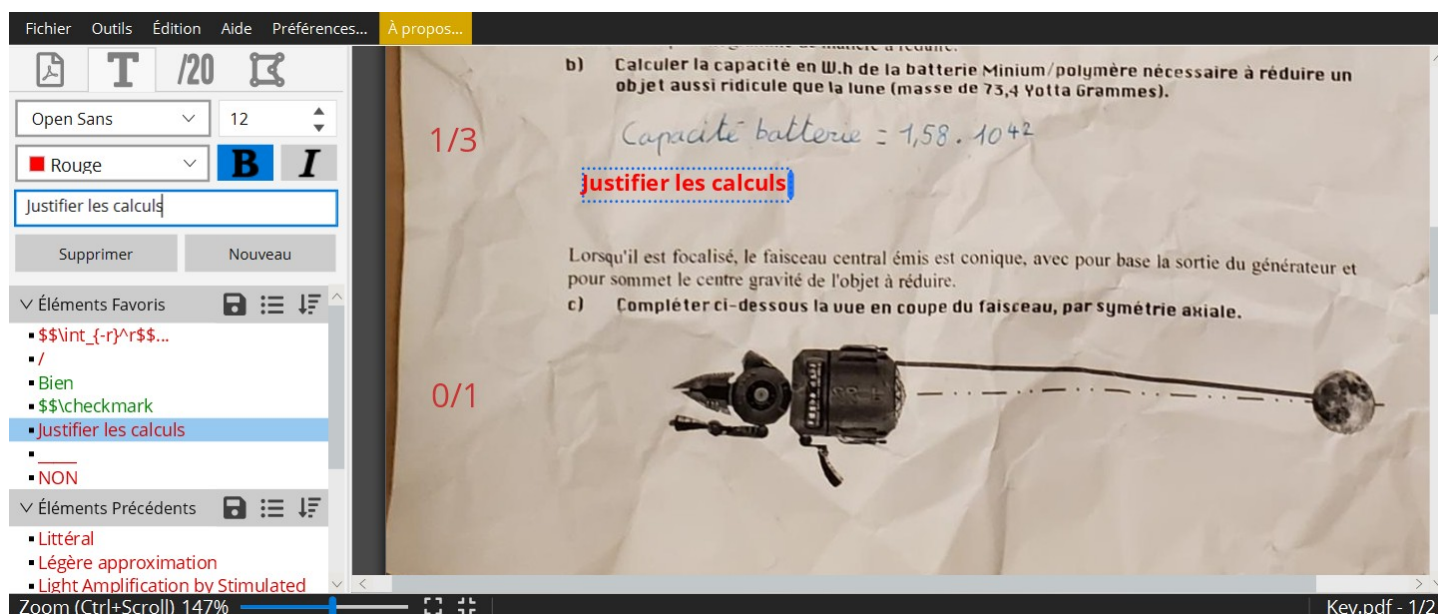 Fichier Outils Édition Aide Préférences... À propos...
T /20
Open Sans 12
Rouge B I
Justifier les calculs
Supprimer Nouveau
Éléments Favoris
$$\int_{-r}^r$$...
/
Bien
$$\checkmark
Justifier les calculs
_____
NON
Éléments Précédents
Littéral
Légère approximation
Light Amplification by Stimulated
Zoom (Ctrl+Scroll) 147%
b) Calculer la capacité en W.h de la batterie Minium/polymère nécessaire à réduire un
objet aussi ridicule que la lune (masse de 73,4 Yotta Grammes).
1/3
Capacité batterie = 1,58 . 10⁴²
Justifier les calculs
Lorsqu'il est focalisé, le faisceau central émis est conique, avec pour base la sortie du générateur et
pour sommet le centre gravité de l'objet à réduire.
c) Compléter ci-dessous la vue en coupe du faisceau, par symétrie axiale.
0/1
Key.pdf - 1/2